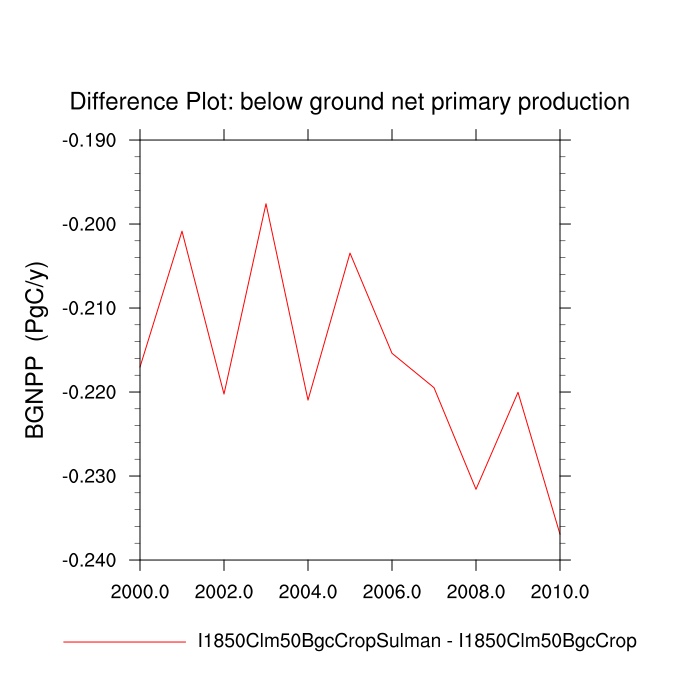 Difference Plot: below ground net primary production
-0.190
-0.200
-0.210
-0.220
-0.230
-0.240
BGNPP (PgC/y)
2000.0 2002.0 2004.0 2006.0 2008.0 2010.0
I1850Clm50BgcCropSulman - I1850Clm50BgcCrop